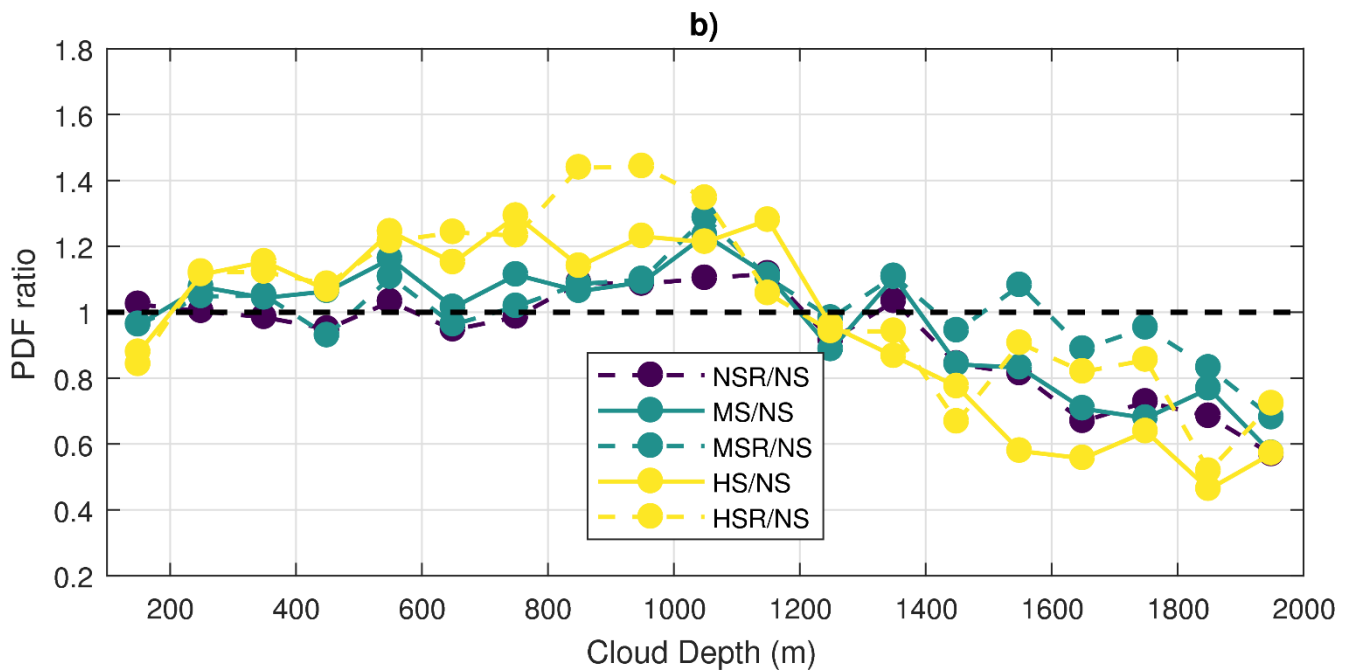 b)
1.8
1.6
1.4
1.2
1
0.8
0.6
0.4
0.2
PDF ratio
NSR/NS
MS/NS
MSR/NS
HS/NS
HSR/NS
200 400 600 800 1000 1200 1400 1600 1800 2000
Cloud Depth (m)